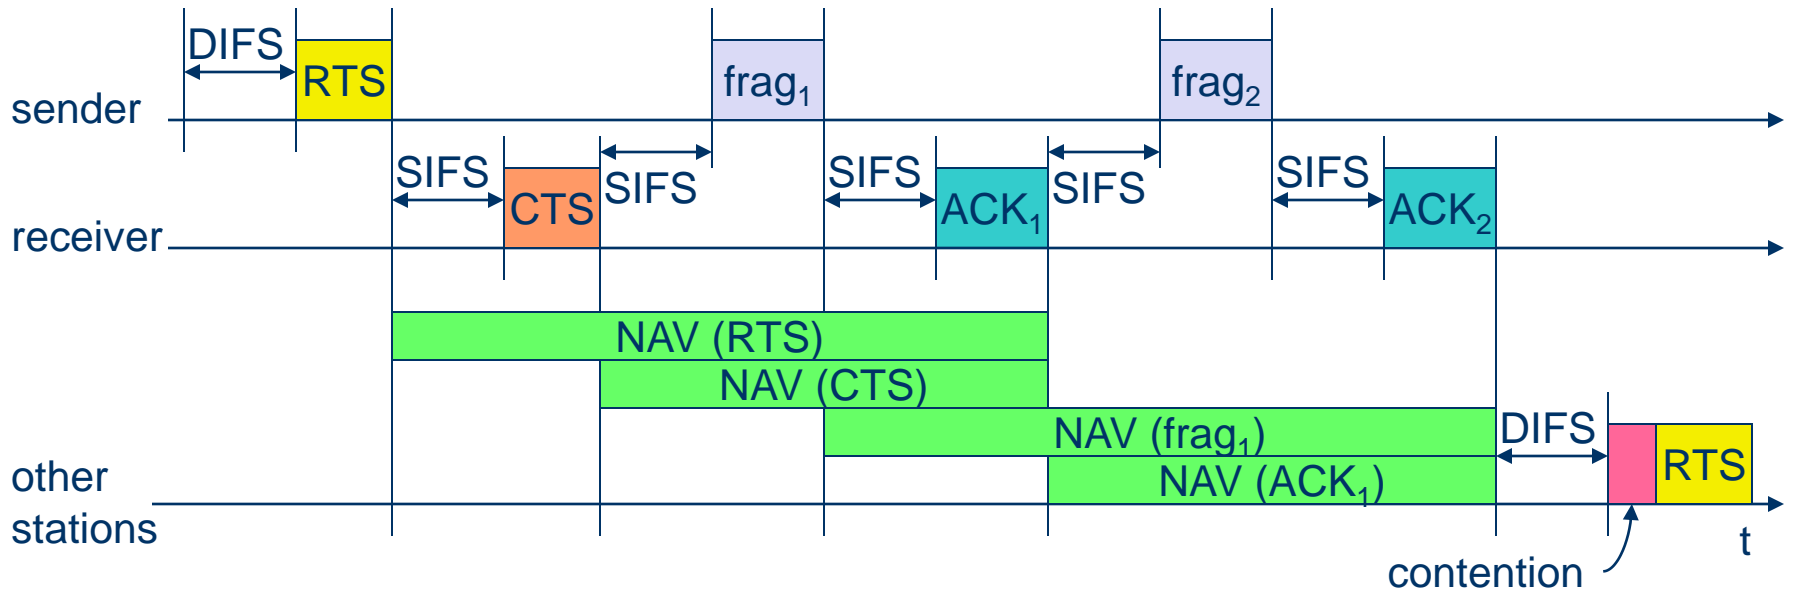 DIFS
RTS
frag₁
frag₂
sender
SIFS
CTS
SIFS
SIFS
ACK₁
SIFS
SIFS
ACK₂
receiver
NAV (RTS)
NAV (CTS)
NAV (frag₁)
DIFS
NAV (ACK₁)
RTS
other
stations
t
contention